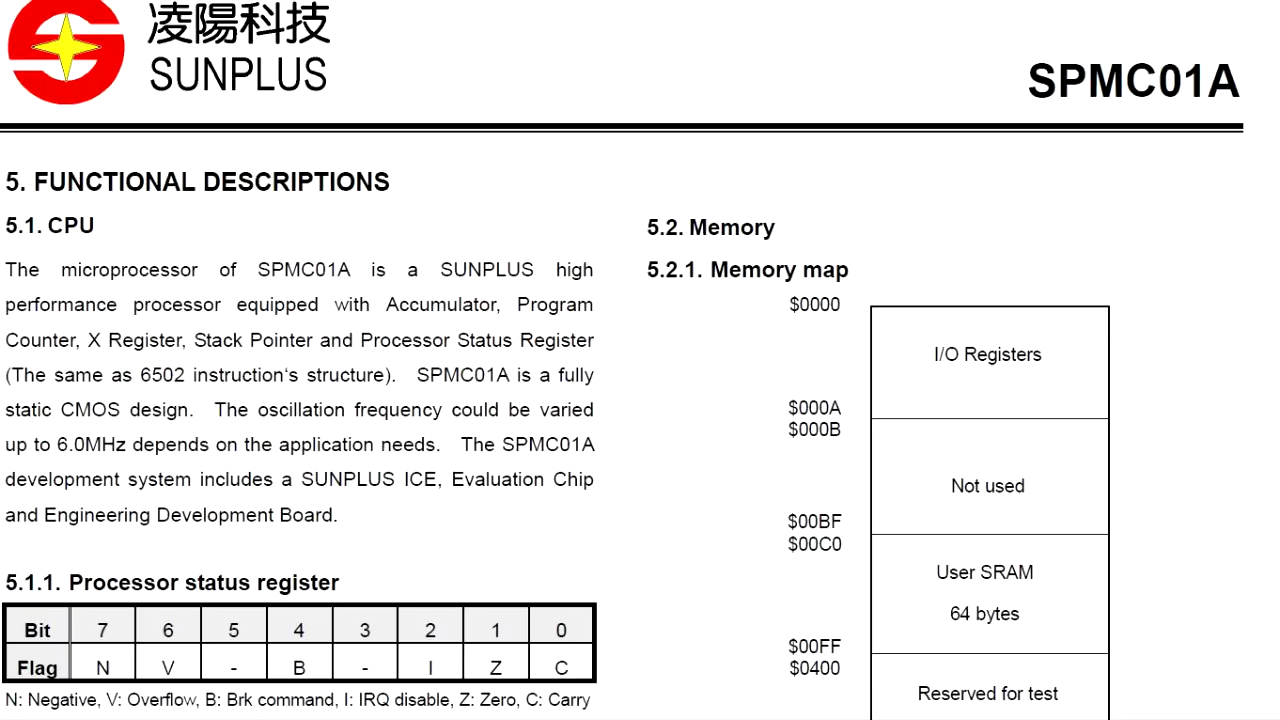 凌陽科技
SUNPLUS
SPMC01A
5. FUNCTIONAL DESCRIPTIONS
5.1. CPU
The microprocessor of SPMC01A is a SUNPLUS high
performance processor equipped with Accumulator, Program
Counter, X Register, Stack Pointer and Processor Status Register
(The same as 6502 instruction‘s structure). SPMC01A is a fully
static CMOS design. The oscillation frequency could be varied
up to 6.0MHz depends on the application needs. The SPMC01A
development system includes a SUNPLUS ICE, Evaluation Chip
and Engineering Development Board.
5.1.1. Processor status register
Bit 7 6 5 4 3 2 1 0
Flag N V - B - I Z C
N: Negative, V: Overflow, B: Brk command, I: IRQ disable, Z: Zero, C: Carry
5.2. Memory
5.2.1. Memory map
$0000
I/O Registers
$000A
$000B
Not used
$00BF
$00C0
User SRAM
64 bytes
$00FF
$0400
Reserved for test